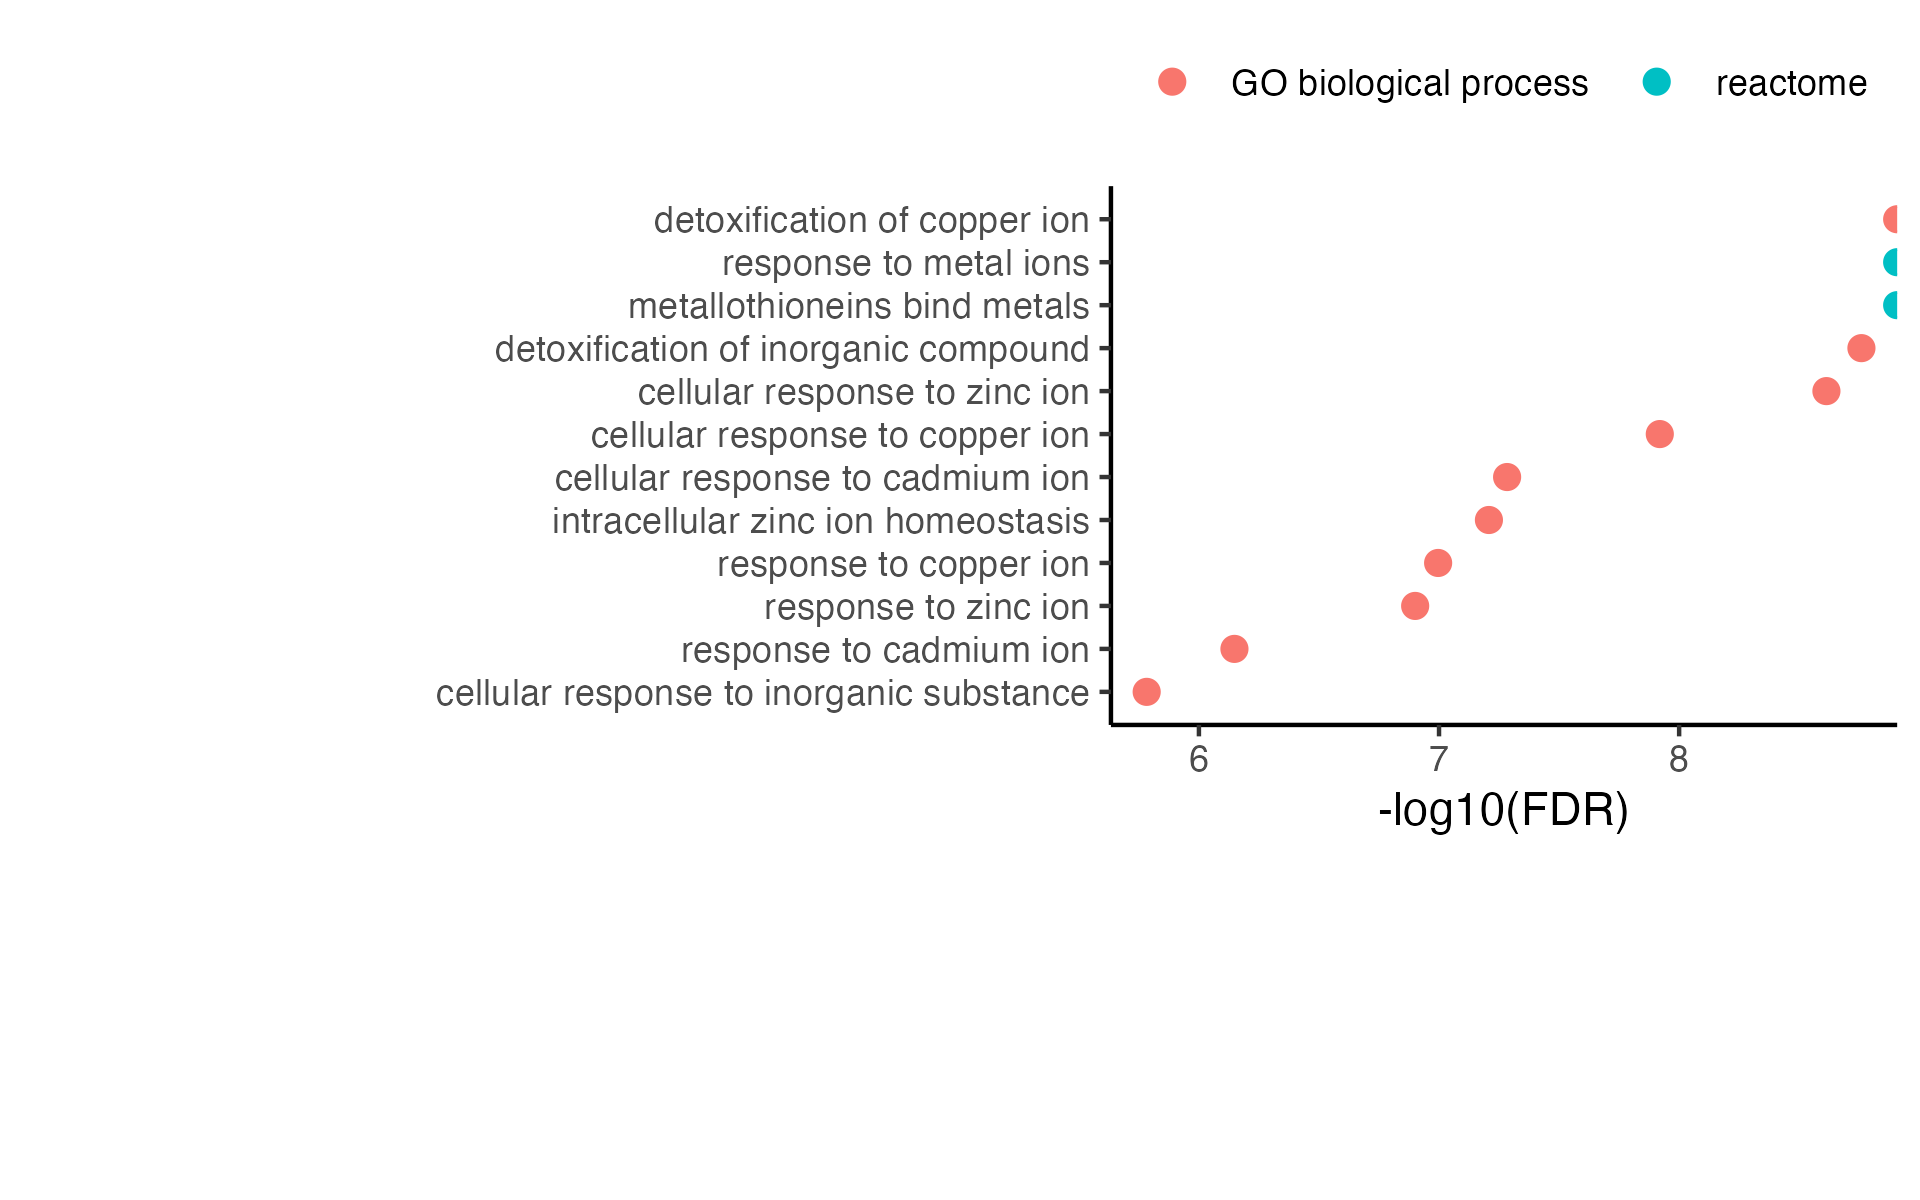 GO biological process reactome
detoxification of copper ion
response to metal ions
metallothioneins bind metals
detoxification of inorganic compound
cellular response to zinc ion
cellular response to copper ion
cellular response to cadmium ion
intracellular zinc ion homeostasis
response to copper ion
response to zinc ion
response to cadmium ion
cellular response to inorganic substance
6 7 8
-log10(FDR)